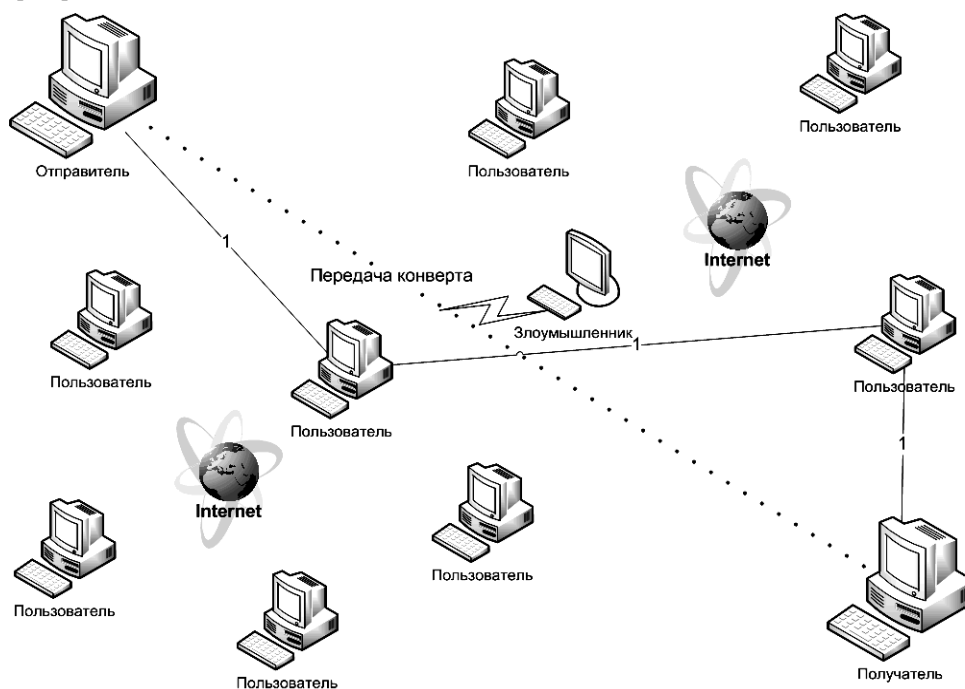 Пользователь
Отправитель
Пользователь
1
Internet
Передача конверта
Злоумышленник
1
Пользователь
Пользователь
Пользователь
1
Internet
Пользователь
Пользователь
Пользователь
Получатель